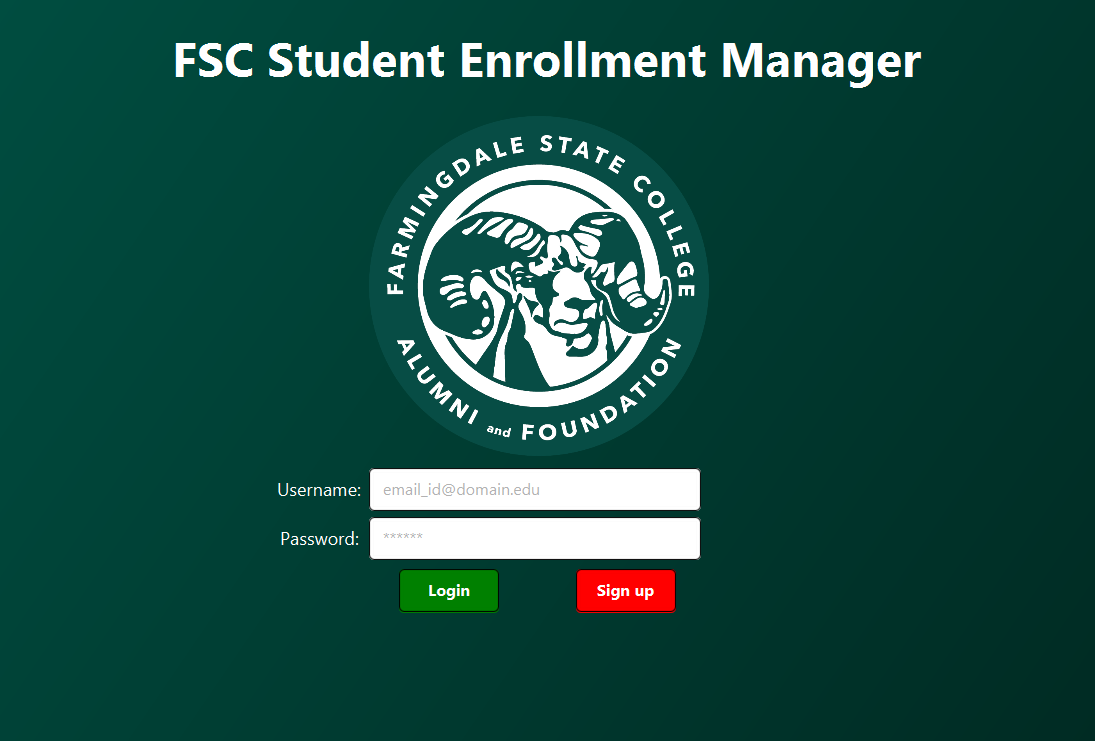 FSC Student Enrollment Manager
FARMINGDALE STATE COLLEGE
ALUMNI and FOUNDATION
Username: email_id@domain.edu
Password: ******
Login Sign up